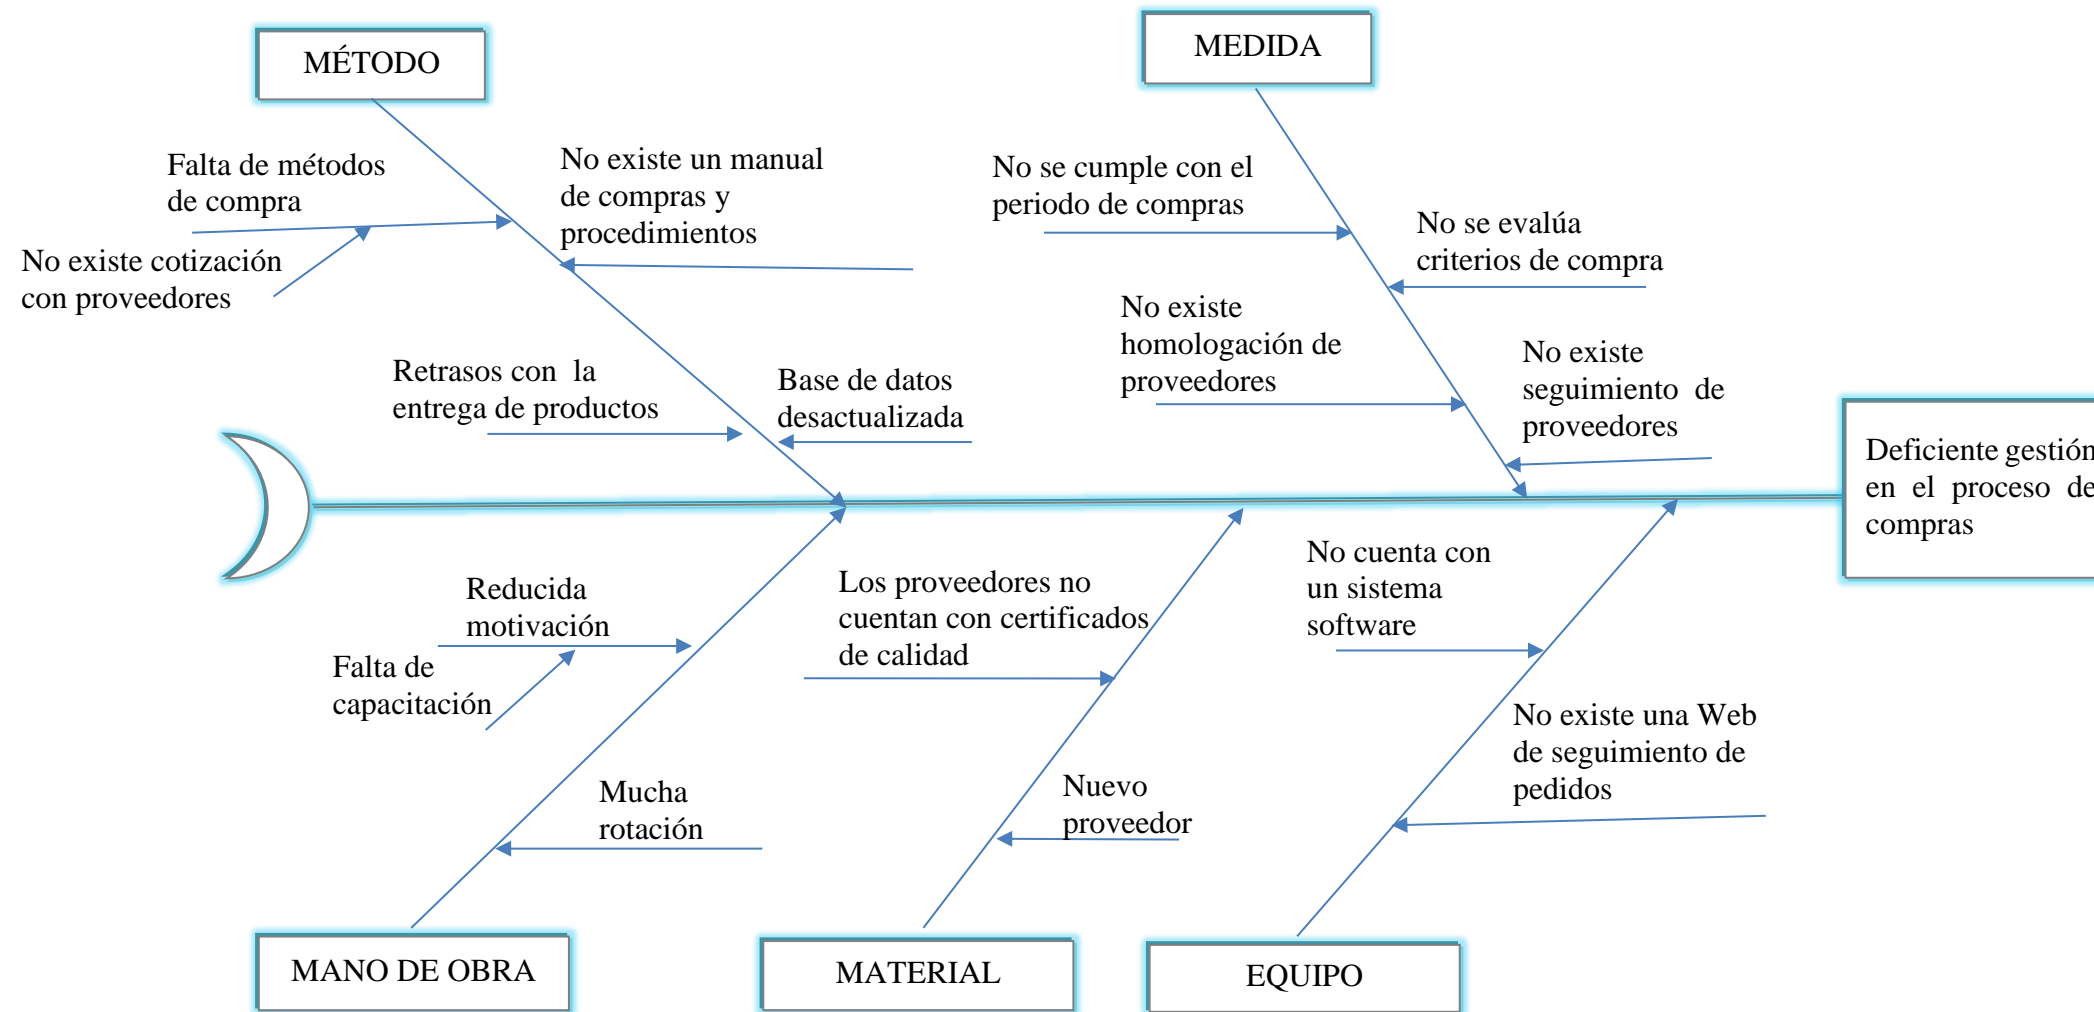 MÉTODO
MEDIDA
Falta de métodos
de compra
No existe cotización
con proveedores
No existe un manual
de compras y
procedimientos
Retrasos con  la
entrega de productos
Base de datos
desactualizada
No se cumple con el
periodo de compras
No se evalúa
criterios de compra
No existe
homologación de
proveedores
No existe
seguimiento  de
proveedores
Deficiente gestión
en el proceso de
compras
Reducida
motivación
Falta de
capacitación
Mucha
rotación
Los proveedores no
cuentan con certificados
de calidad
Nuevo
proveedor
No cuenta con
un sistema
software
No existe una Web
de seguimiento de
pedidos
MANO DE OBRA
MATERIAL
EQUIPO